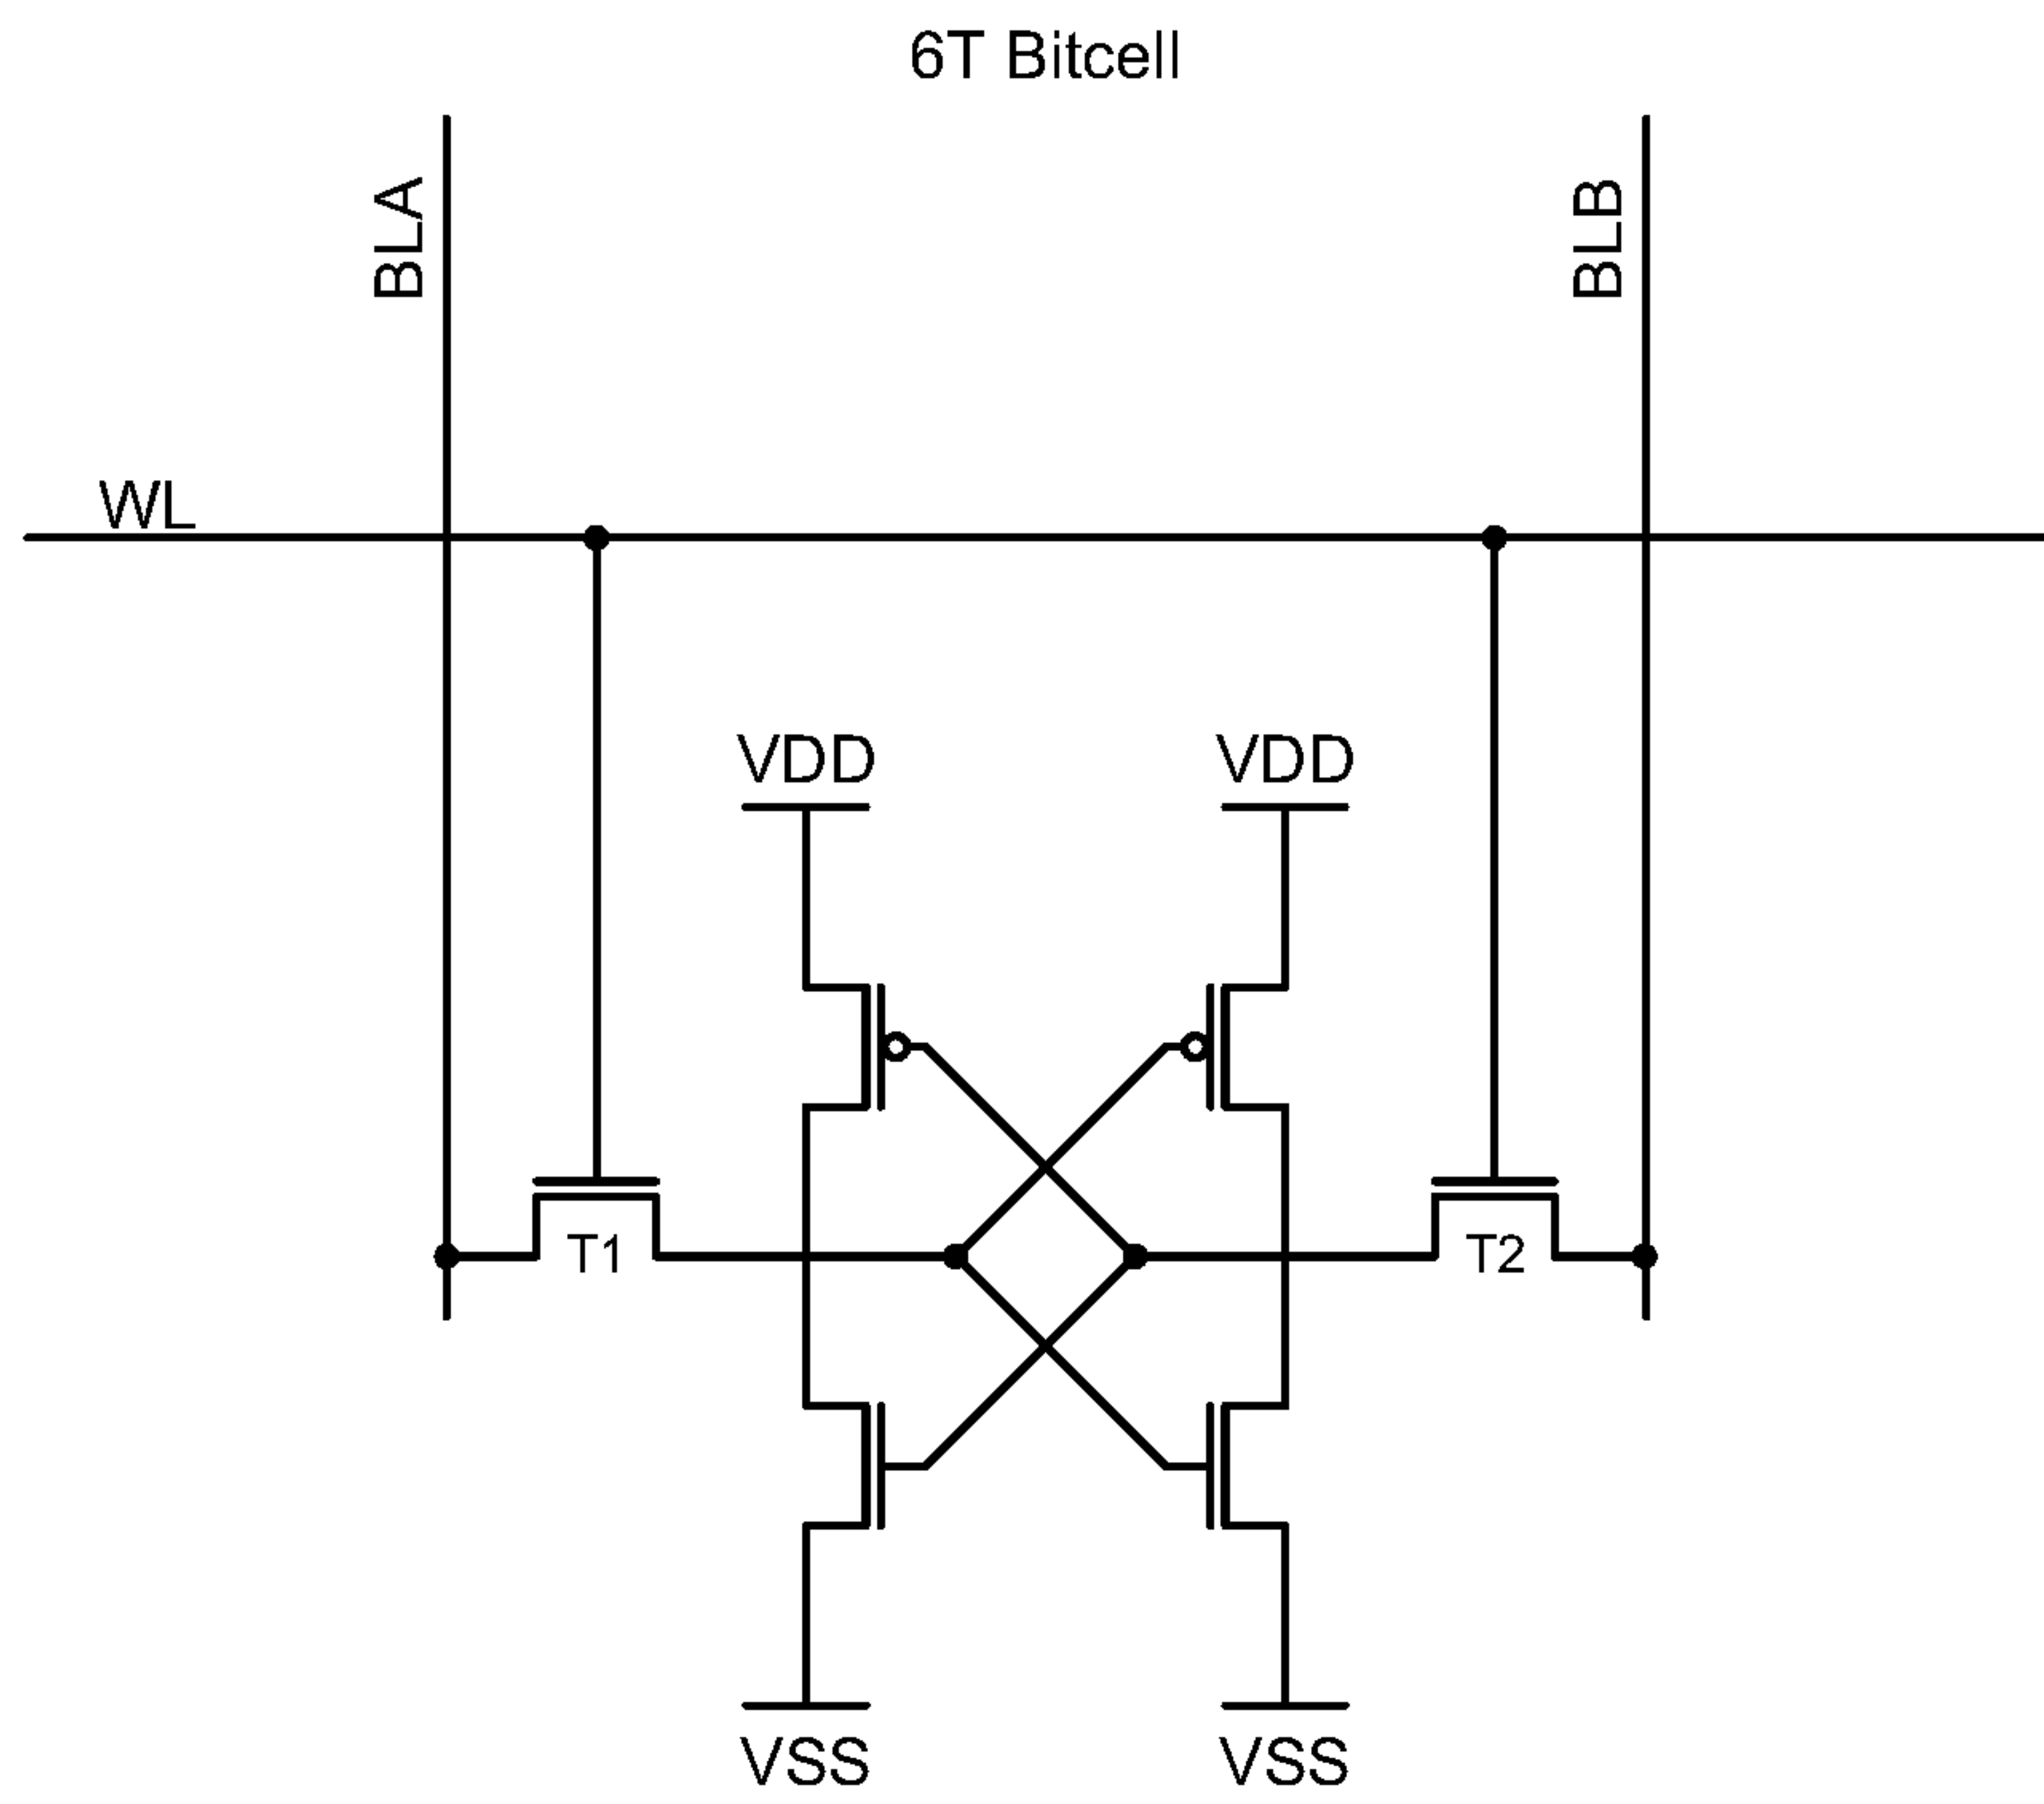 6T Bitcell
BLA
BLB
WL
VDD
VDD
T1
T2
VSS
VSS